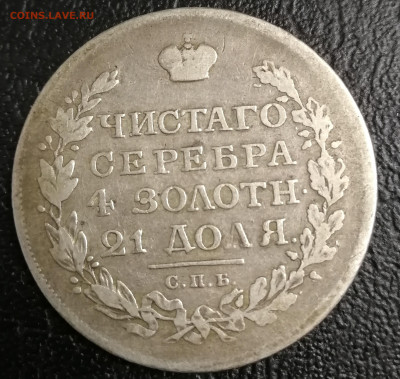 COINS.LAVE.RU
ЧИСТАГО
СЕРЕБРА
4 ЗОЛОТН·
21 ДОЛЯ.
С.П.Б.